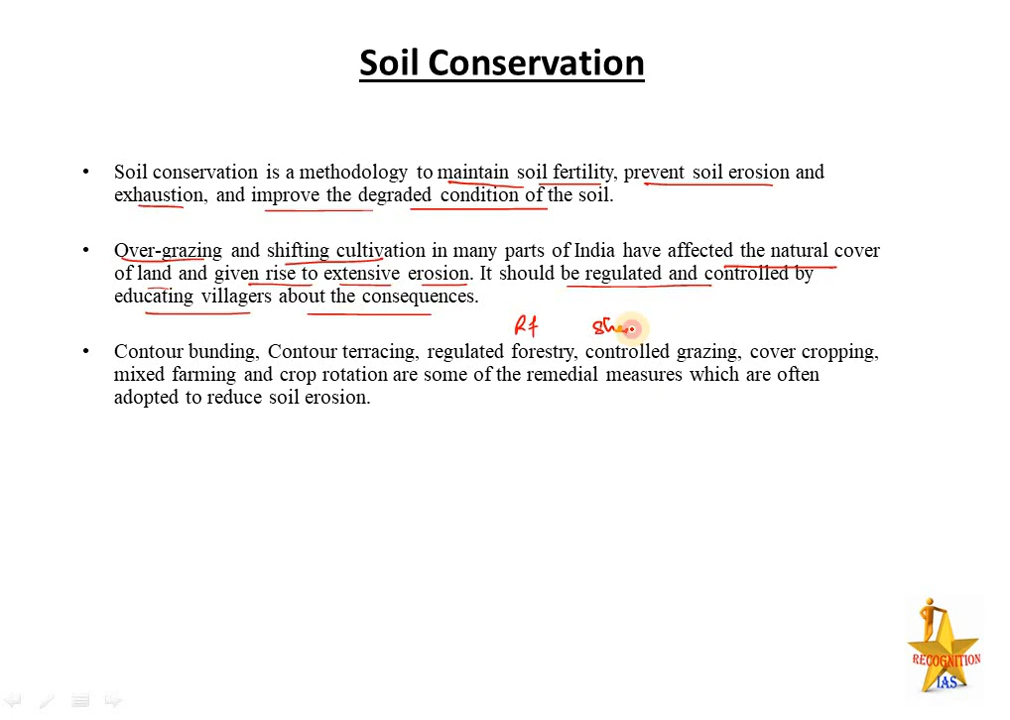 Soil Conservation
• Soil conservation is a methodology to maintain soil fertility, prevent soil erosion and
exhaustion, and improve the degraded condition of the soil.
• Over-grazing and shifting cultivation in many parts of India have affected the natural cover
of land and given rise to extensive erosion. It should be regulated and controlled by
educating villagers about the consequences.
Rf
• Contour bunding, Contour terracing, regulated forestry, controlled grazing, cover cropping,
mixed farming and crop rotation are some of the remedial measures which are often
adopted to reduce soil erosion.
RECOGNITION
IAS